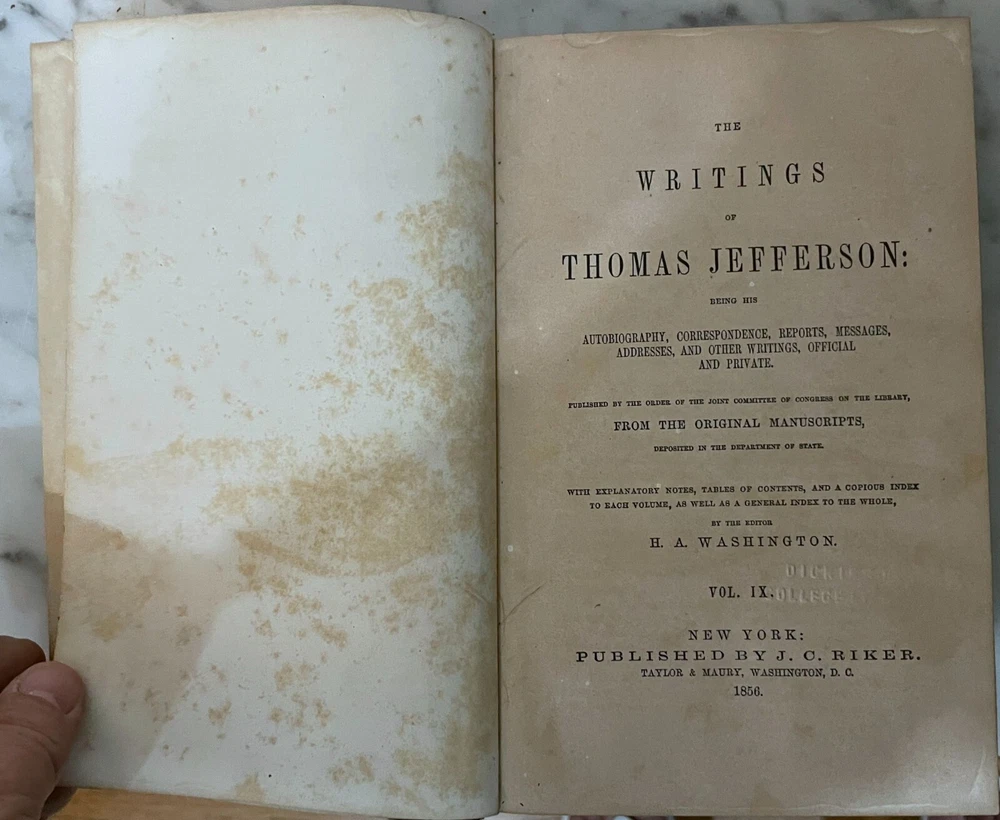 THE
WRITINGS
OF
THOMAS JEFFERSON:
BEING HIS
AUTOBIOGRAPHY, CORRESPONDENCE, REPORTS, MESSAGES,
ADDRESSES, AND OTHER WRITINGS, OFFICIAL
AND PRIVATE.
PUBLISHED BY THE ORDER OF THE JOINT COMMITTEE OF CONGRESS ON THE LIBRARY,
FROM THE ORIGINAL MANUSCRIPTS,
DEPOSITED IN THE DEPARTMENT OF STATE.
WITH EXPLANATORY NOTES, TABLES OF CONTENTS, AND A COPIOUS INDEX
TO EACH VOLUME, AS WELL AS A GENERAL INDEX TO THE WHOLE,
BY THE EDITOR
H. A. WASHINGTON.
VOL. IX.
NEW YORK:
PUBLISHED BY J. C. RIKER.
TAYLOR & MAURY, WASHINGTON, D. C.
1856.